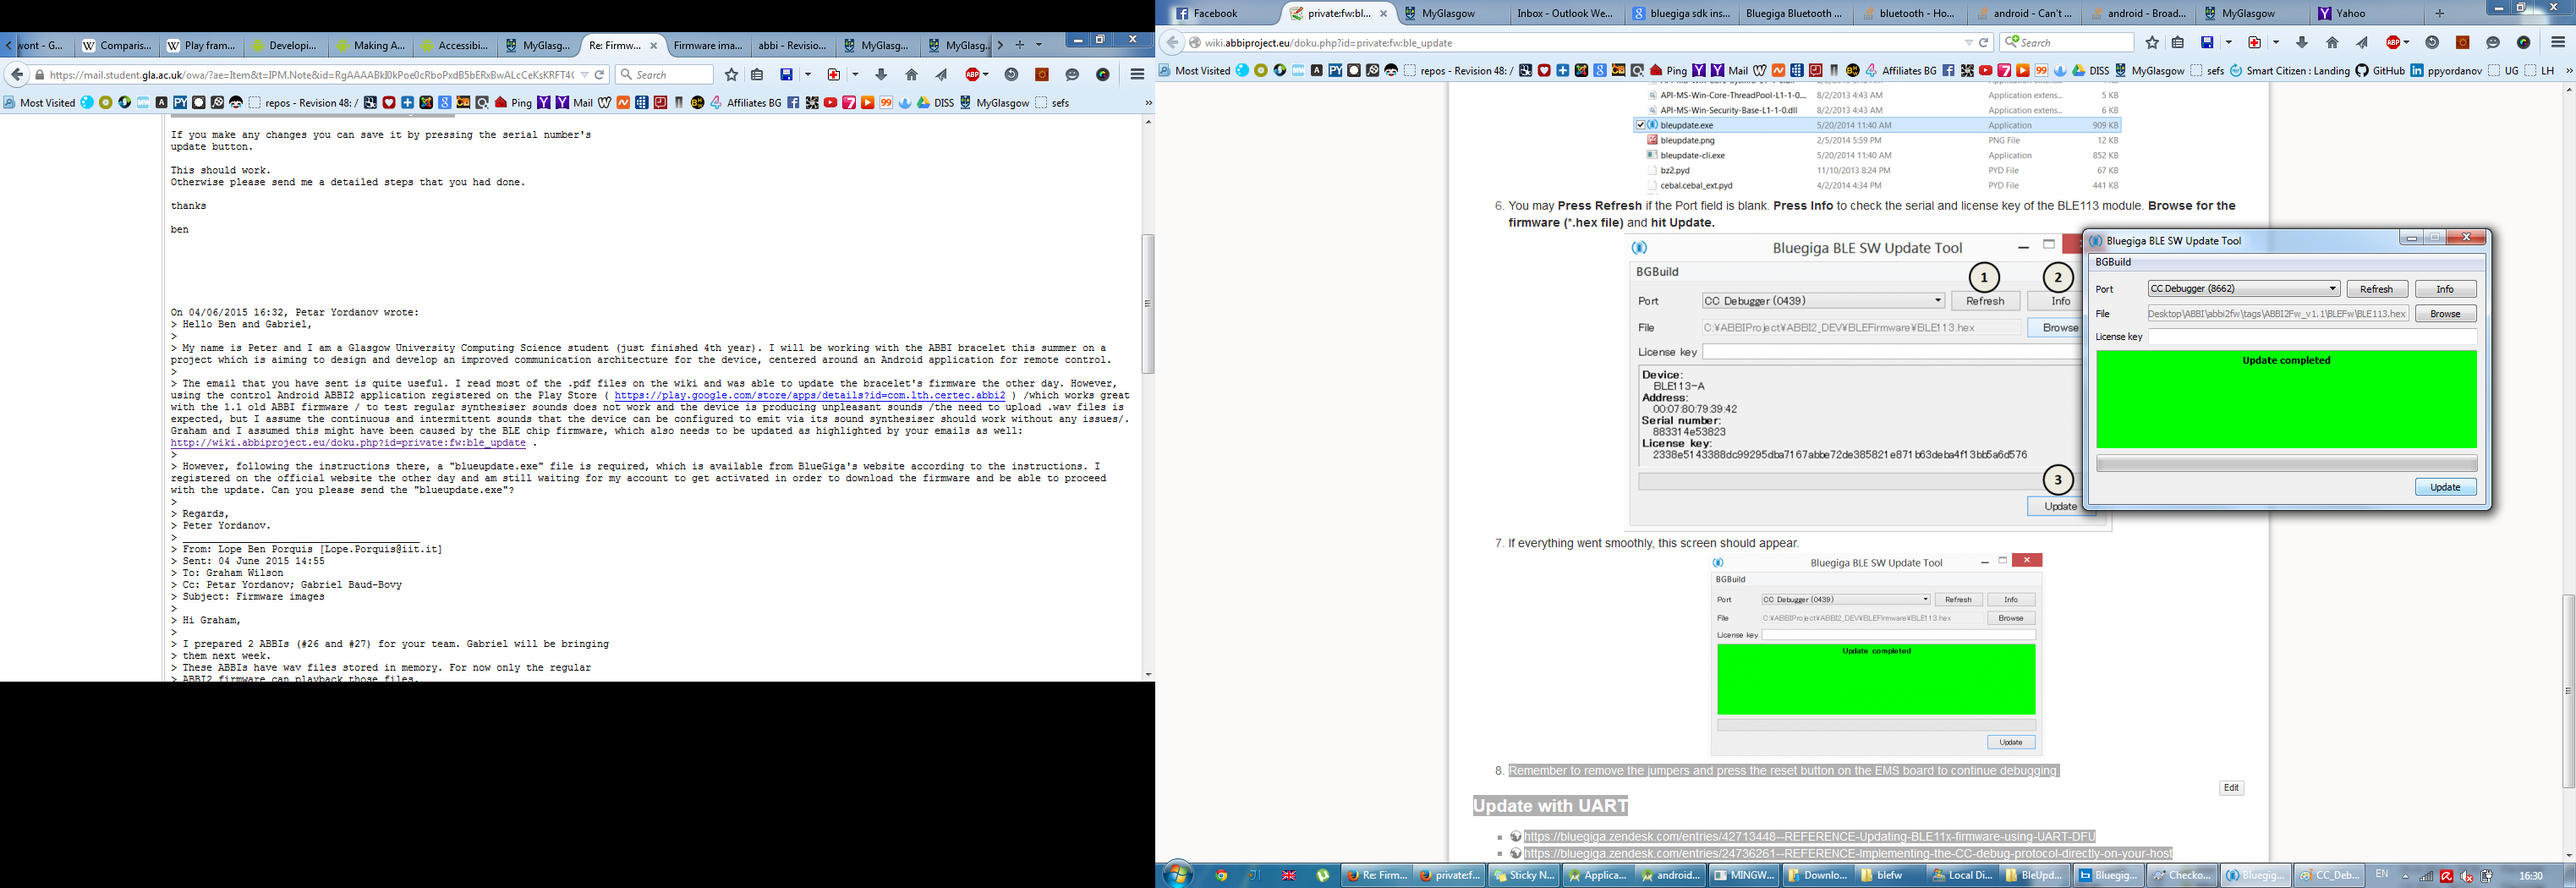 wont - G...
Comparis...
Play fram...
Developi...
Making A...
Accessibi...
MyGlasg...
Re: Firmw...
Firmware ima...
abbi - Revisio...
MyGlasg...
MyGlasg...
https://mail.student.gla.ac.uk/owa/?ae=Item&t=IPM.Note&id=RgAAAABkI0kPoe0cRboPxdB5bERxBwALcCeKsKRFT4C
Search
Most Visited
repos - Revision 48: /
Ping
Mail
Affiliates BG
DISS
MyGlasgow
sefs
If you make any changes you can save it by pressing the serial number's
update button.
This should work.
Otherwise please send me a detailed steps that you had done.
thanks
ben
On 04/06/2015 16:32, Petar Yordanov wrote:
> Hello Ben and Gabriel,
>
> My name is Peter and I am a Glasgow University Computing Science student (just finished 4th year). I will be working with the ABBI bracelet this summer on a
project which is aiming to design and develop an improved communication architecture for the device, centered around an Android application for remote control.
>
> The email that you have sent is quite useful. I read most of the .pdf files on the wiki and was able to update the bracelet's firmware the other day. However,
using the control Android ABBI2 application registered on the Play Store ( https://play.google.com/store/apps/details?id=com.lth.certec.abbi2 ) /which works great
with the 1.1 old ABBI firmware / to test regular synthesiser sounds does not work and the device is producing unpleasant sounds /the need to upload .wav files is
expected, but I assume the continuous and intermittent sounds that the device can be configured to emit via its sound synthesiser should work without any issues/.
Graham and I assumed this might have been caused by the BLE chip firmware, which also needs to be updated as highlighted by your emails as well:
http://wiki.abbiproject.eu/doku.php?id=private:fw:ble_update .
>
> However, following the instructions there, a "blueupdate.exe" file is required, which is available from BlueGiga's website according to the instructions. I
registered on the official website the other day and am still waiting for my account to get activated in order to download the firmware and be able to proceed
with the update. Can you please send the "blueupdate.exe"?
>
> Regards,
> Peter Yordanov.
> ________________________________________
> From: Lope Ben Porquis [Lope.Porquis@iit.it]
> Sent: 04 June 2015 14:55
> To: Graham Wilson
> Cc: Petar Yordanov; Gabriel Baud-Bovy
> Subject: Firmware images
>
> Hi Graham,
>
> I prepared 2 ABBIs (#26 and #27) for your team. Gabriel will be bringing
> them next week.
> These ABBIs have wav files stored in memory. For now only the regular
> ABBI2 firmware can playback those files.
Facebook
private:fw:bl...
MyGlasgow
Inbox - Outlook We...
bluegiga sdk ins...
Bluegiga Bluetooth ...
bluetooth - Ho...
android - Can't ...
android - Broad...
MyGlasgow
Yahoo
wiki.abbiproject.eu/doku.php?id=private:fw:ble_update
Search
Most Visited
repos - Revision 48: /
Ping
Mail
Affiliates BG
DISS
MyGlasgow
sefs
Smart Citizen : Landing
GitHub
ppyordanov
UG
LH
API-MS-Win-Core-ThreadPool-L1-1-0... 8/2/2013 4:43 AM Application extens... 5 KB
API-MS-Win-Security-Base-L1-1-0.dll 8/2/2013 4:43 AM Application extens... 6 KB
bleupdate.exe 5/20/2014 11:40 AM Application 909 KB
bleupdate.png 2/5/2014 5:59 PM PNG File 12 KB
bleupdate-cli.exe 5/20/2014 11:40 AM Application 852 KB
bz2.pyd 11/10/2013 8:24 PM PYD File 67 KB
cebal.cebal_ext.pyd 4/2/2014 4:34 PM PYD File 441 KB
6. You may Press Refresh if the Port field is blank. Press Info to check the serial and license key of the BLE113 module. Browse for the
firmware (*.hex file) and hit Update.
Bluegiga BLE SW Update Tool
BGBuild
1
2
Port CC Debugger (0439) Refresh Info
File C:¥ABBIProject¥ABBI2_DEV¥BLEFirmware¥BLE113.hex Browse
License key
Device:
BLE113-A
Address:
00:07:80:79:39:42
Serial number:
883314e53823
License key:
2338e5143388dc99295dba7167abbe72de385821e871b63deba4f13bb5a6d576
3
Update
Bluegiga BLE SW Update Tool
BGBuild
Port CC Debugger (8662) Refresh Info
File Desktop\ABBI\abbi2fw\tags\ABBI2Fw_v1.1\BLEFw\BLE113.hex Browse
License key
Update completed
Update
7. If everything went smoothly, this screen should appear.
Bluegiga BLE SW Update Tool
BGBuild
Port CC Debugger (0439) Refresh Info
File C:¥ABBIProject¥ABBI2_DEV¥BLEFirmware¥BLE113.hex Browse
License key
Update completed
Update
8. Remember to remove the jumpers and press the reset button on the EMS board to continue debugging.
Edit
Update with UART
https://bluegiga.zendesk.com/entries/42713448--REFERENCE-Updating-BLE11x-firmware-using-UART-DFU
https://bluegiga.zendesk.com/entries/24736261--REFERENCE-Implementing-the-CC-debug-protocol-directly-on-your-host
Re: Firm...
private:f...
Sticky N...
Applica...
android...
MINGW...
Downlo...
blefw
Local Di...
BleUpd...
Bluegig...
Checko...
Bluegig...
CC_Deb...
EN
16:30